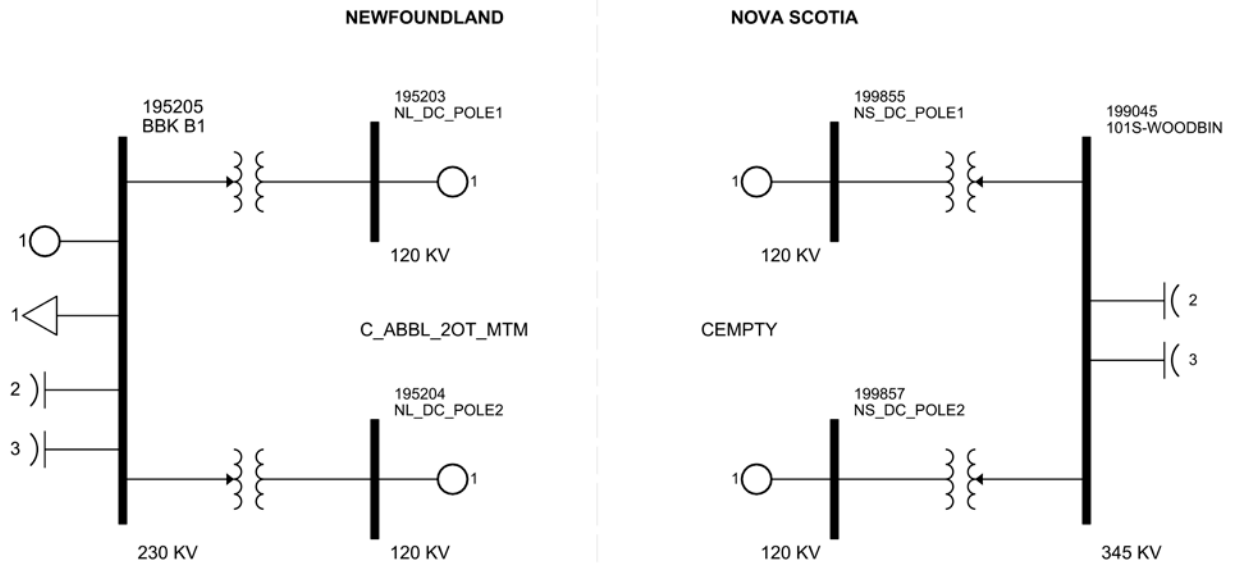 NEWFOUNDLAND
NOVA SCOTIA
195205
BBK B1
195203
NL_DC_POLE1
199855
NS_DC_POLE1
199045
101S-WOODBIN
1
1
1
120 KV
120 KV
1
2
3
1
C_ABBL_2OT_MTM
CEMPTY
2
3
195204
NL_DC_POLE2
199857
NS_DC_POLE2
1
1
230 KV
120 KV
120 KV
345 KV